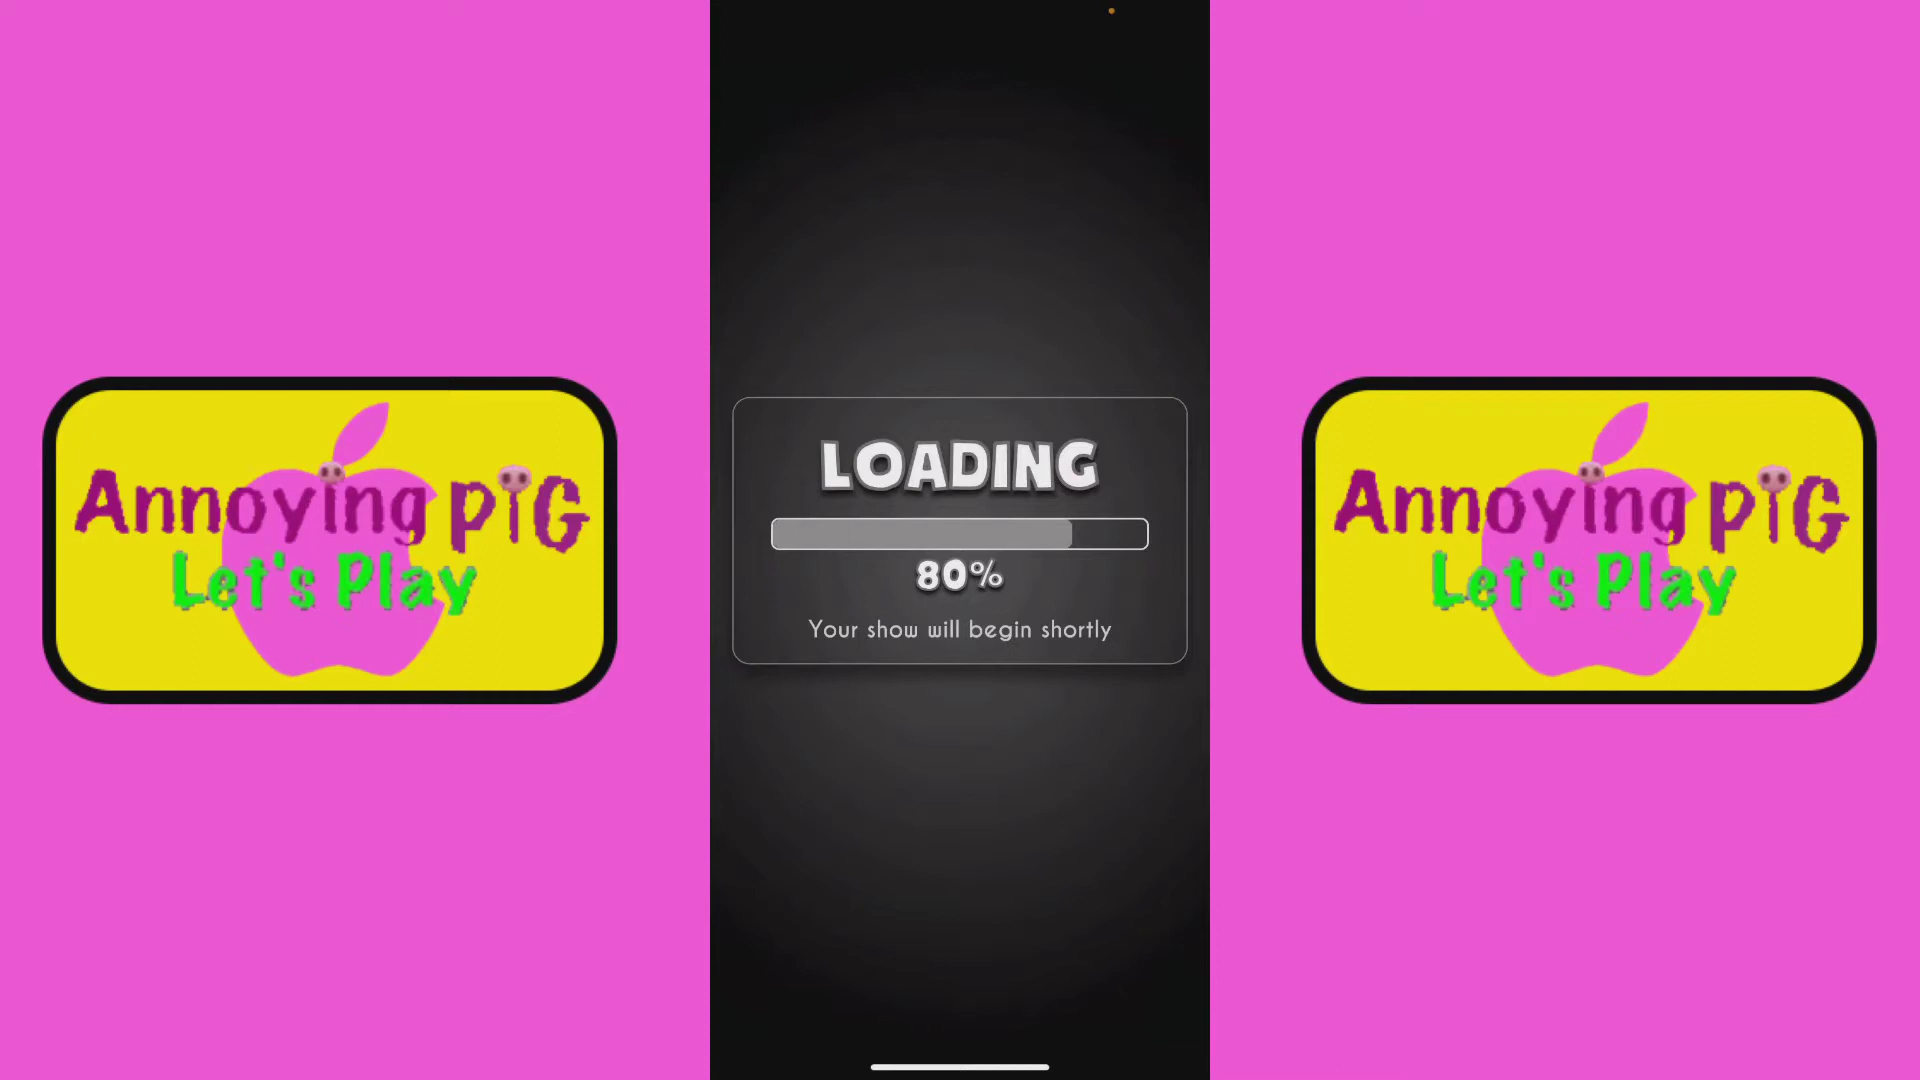 Annoying PiG
Let's Play
LOADING
80%
Your show will begin shortly
Annoying PiG
Let's Play